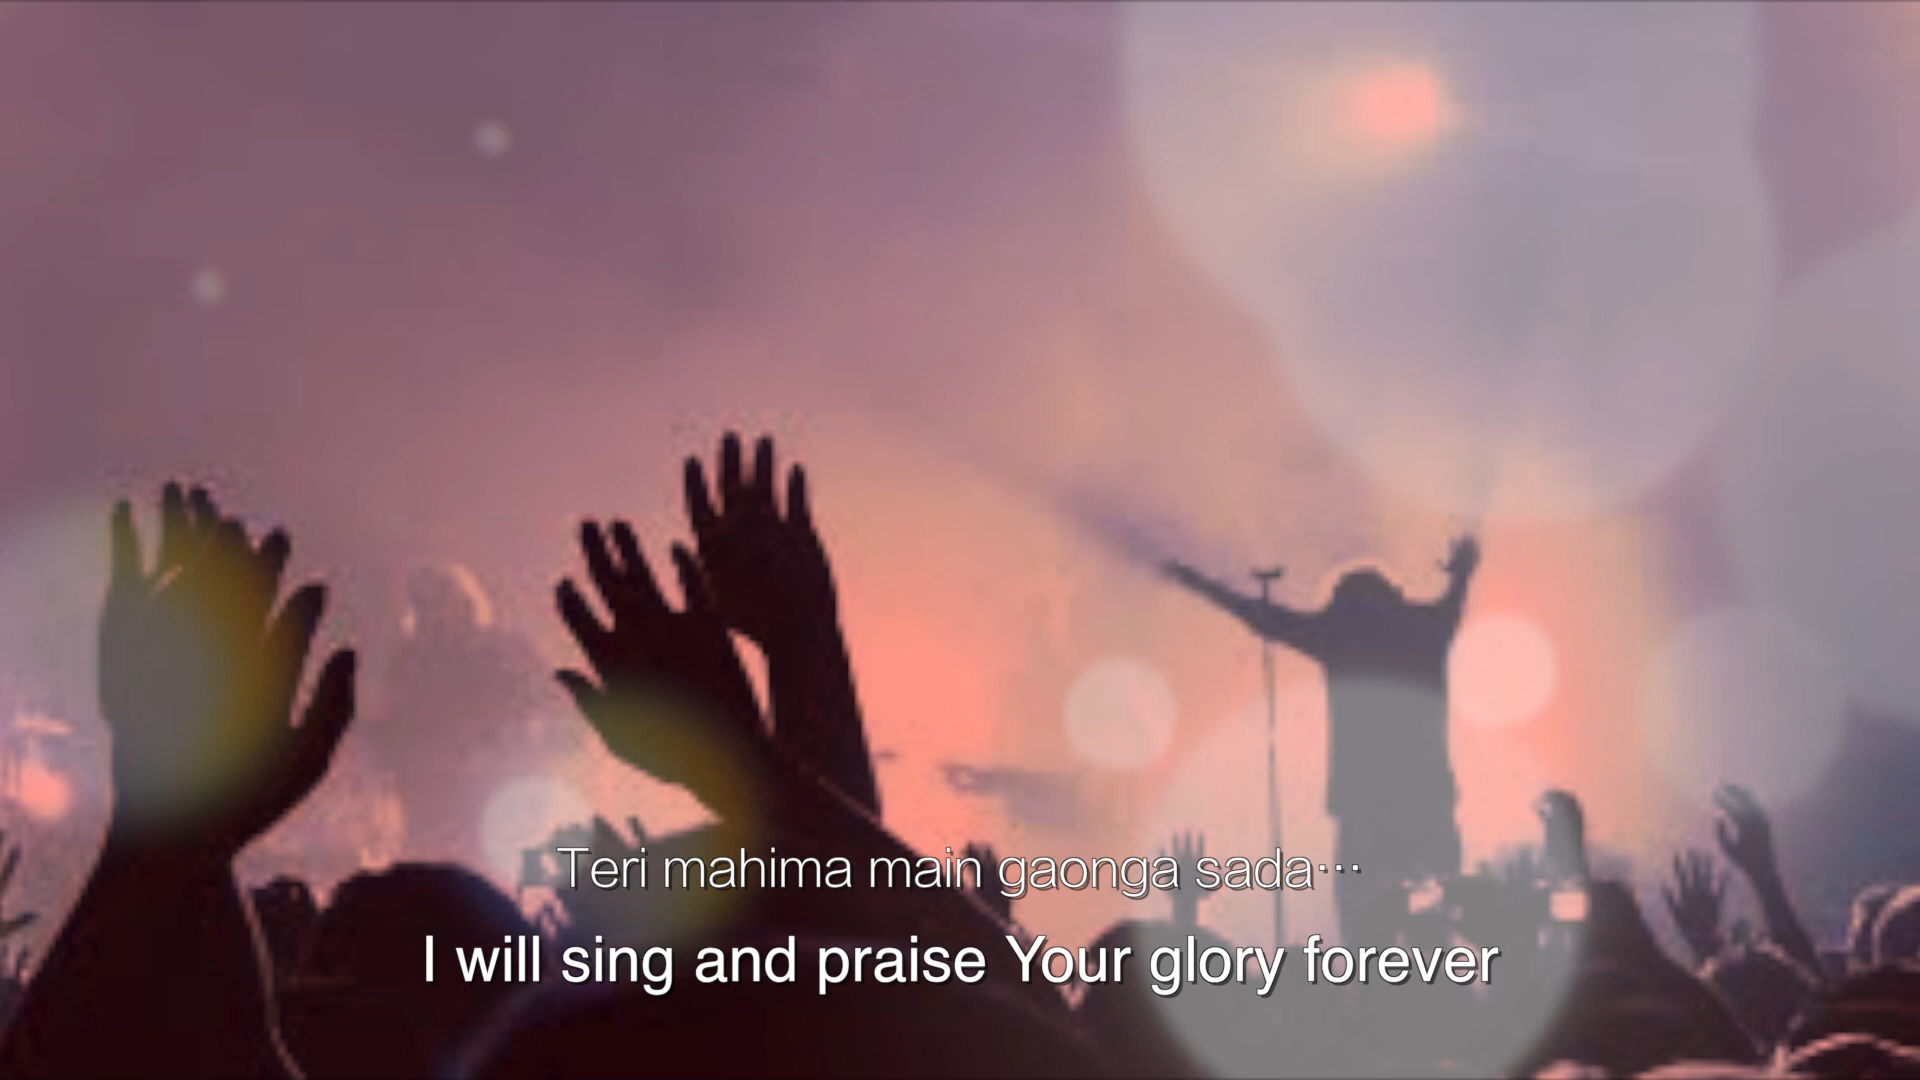 Teri mahima main gaonga sada...
I will sing and praise Your glory forever